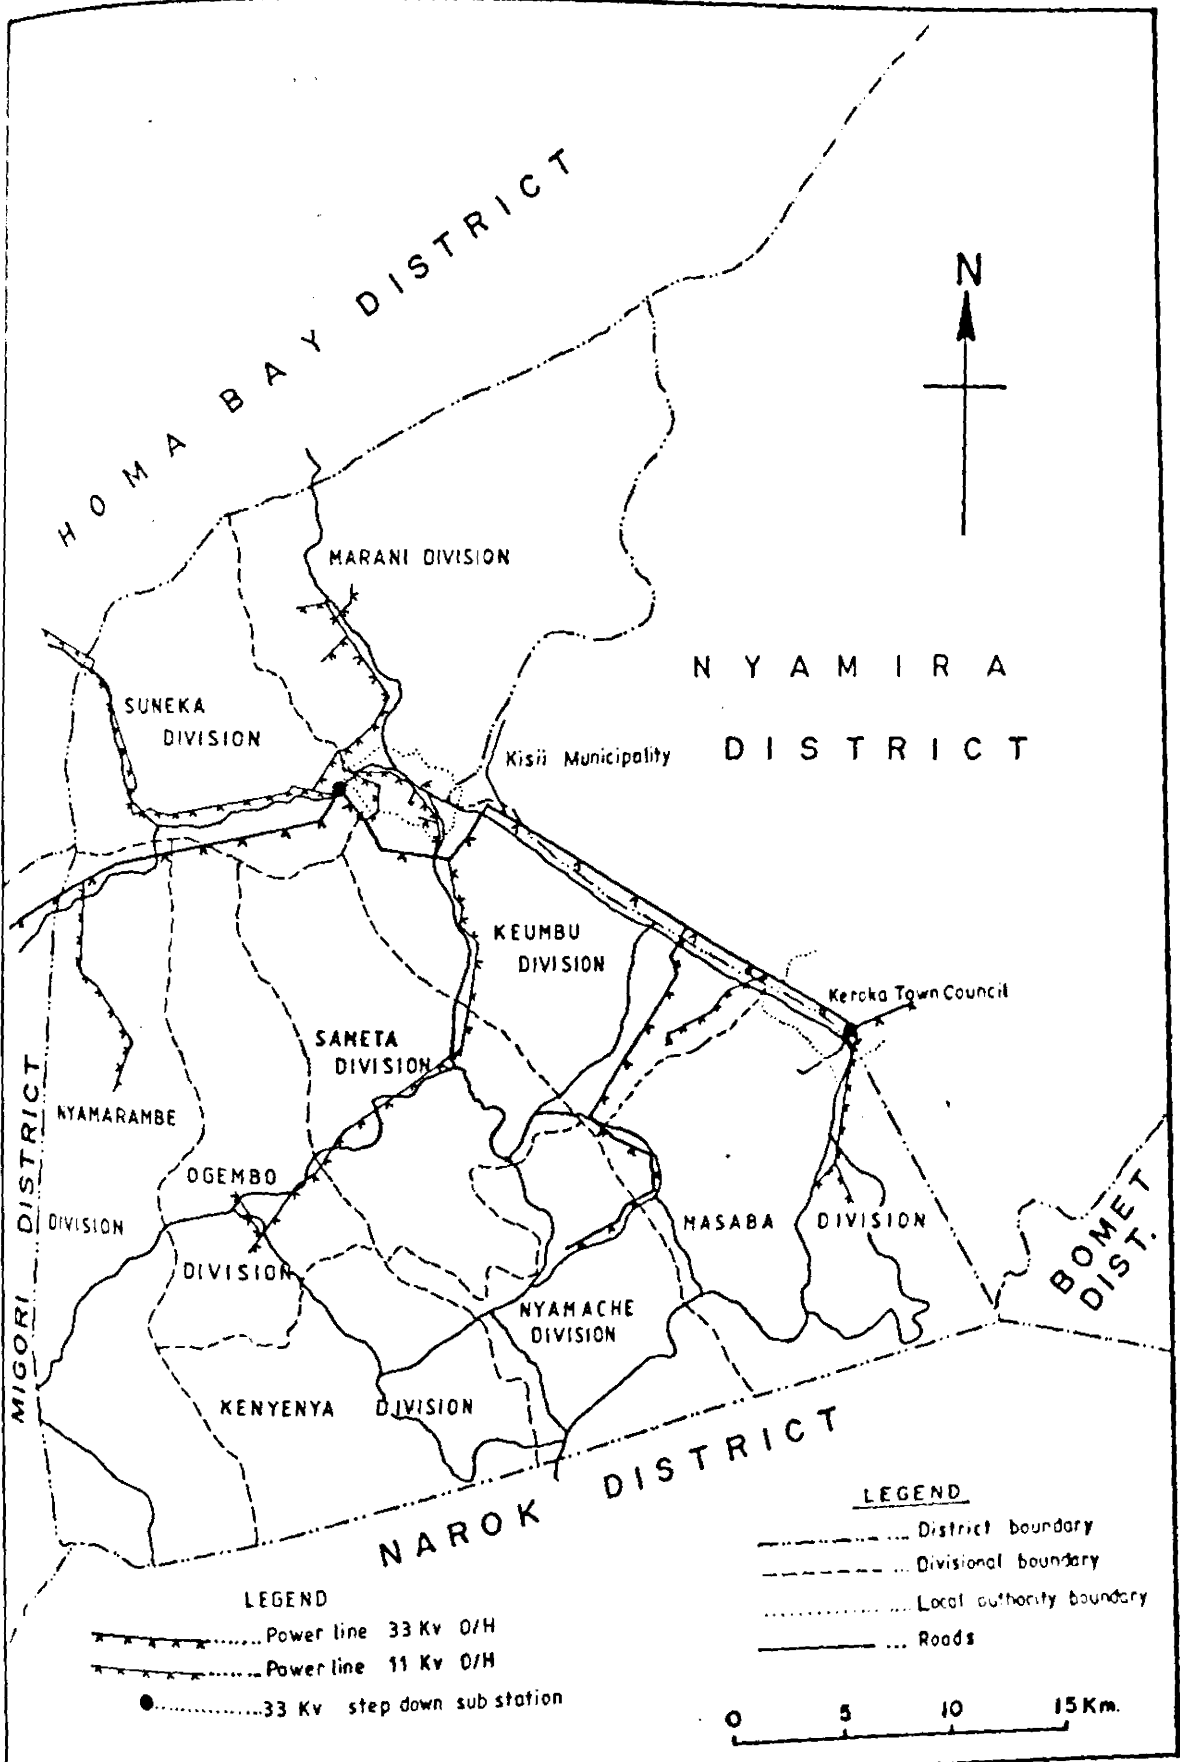 HOMA BAY DISTRICT
N
MARANI DIVISION
NYAMIRA
DISTRICT
SUNEKA
DIVISION
Kisii Municipality
KEUMBU
DIVISION
Keroka Town Council
SAMETA
DIVISION
NYAMARAMBE
DIVISION
OGEMBO
DIVISION
MASABA DIVISION
BOMET
DIST.
NYAMACHE
DIVISION
KENYENYA DIVISION
MIGORI DISTRICT
NAROK DISTRICT
LEGEND
District boundary
Divisional boundary
Local authority boundary
Roads
LEGEND
Power line 33 Kv O/H
Power line 11 Kv O/H
33 Kv step down sub station
0 5 10 15 Km.